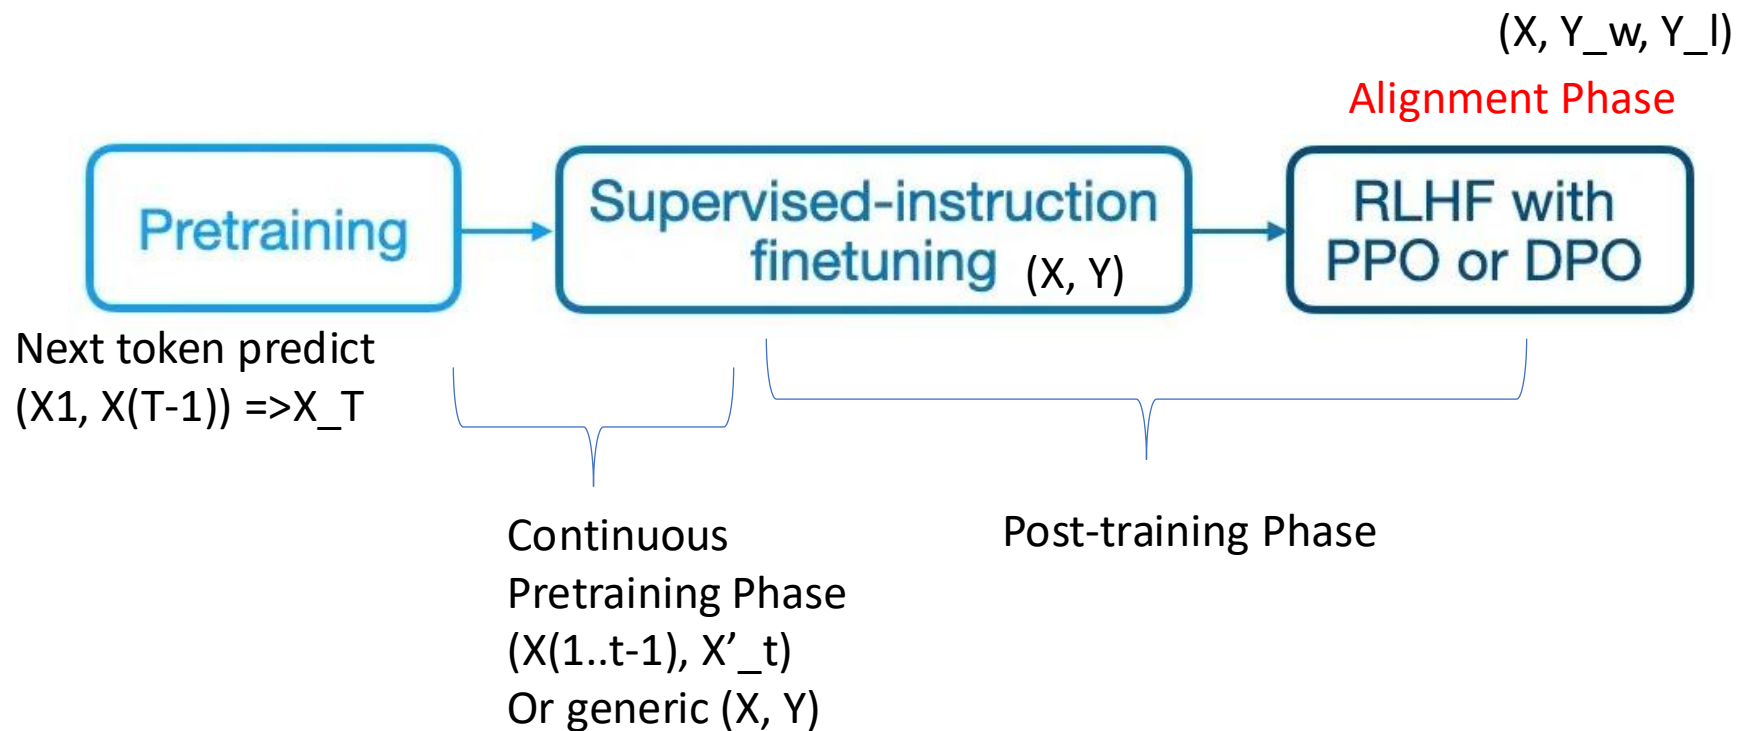 (X, Y_w, Y_l)
Alignment Phase
Pretraining
Supervised-instruction
finetuning (X, Y)
RLHF with
PPO or DPO
Next token predict
(X1, X(T-1)) =>X_T
Continuous
Pretraining Phase
(X(1..t-1), X’_t)
Or generic (X, Y)
Post-training Phase